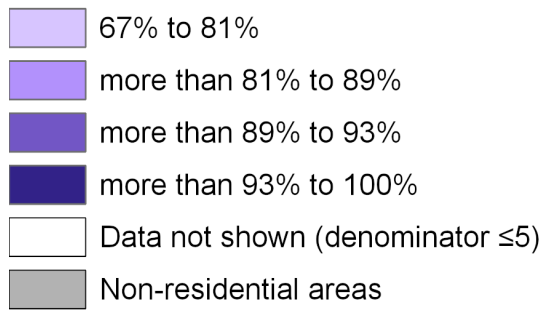 67% to 81%
more than 81% to 89%
more than 89% to 93%
more than 93% to 100%
Data not shown (denominator ≤5)
Non-residential areas